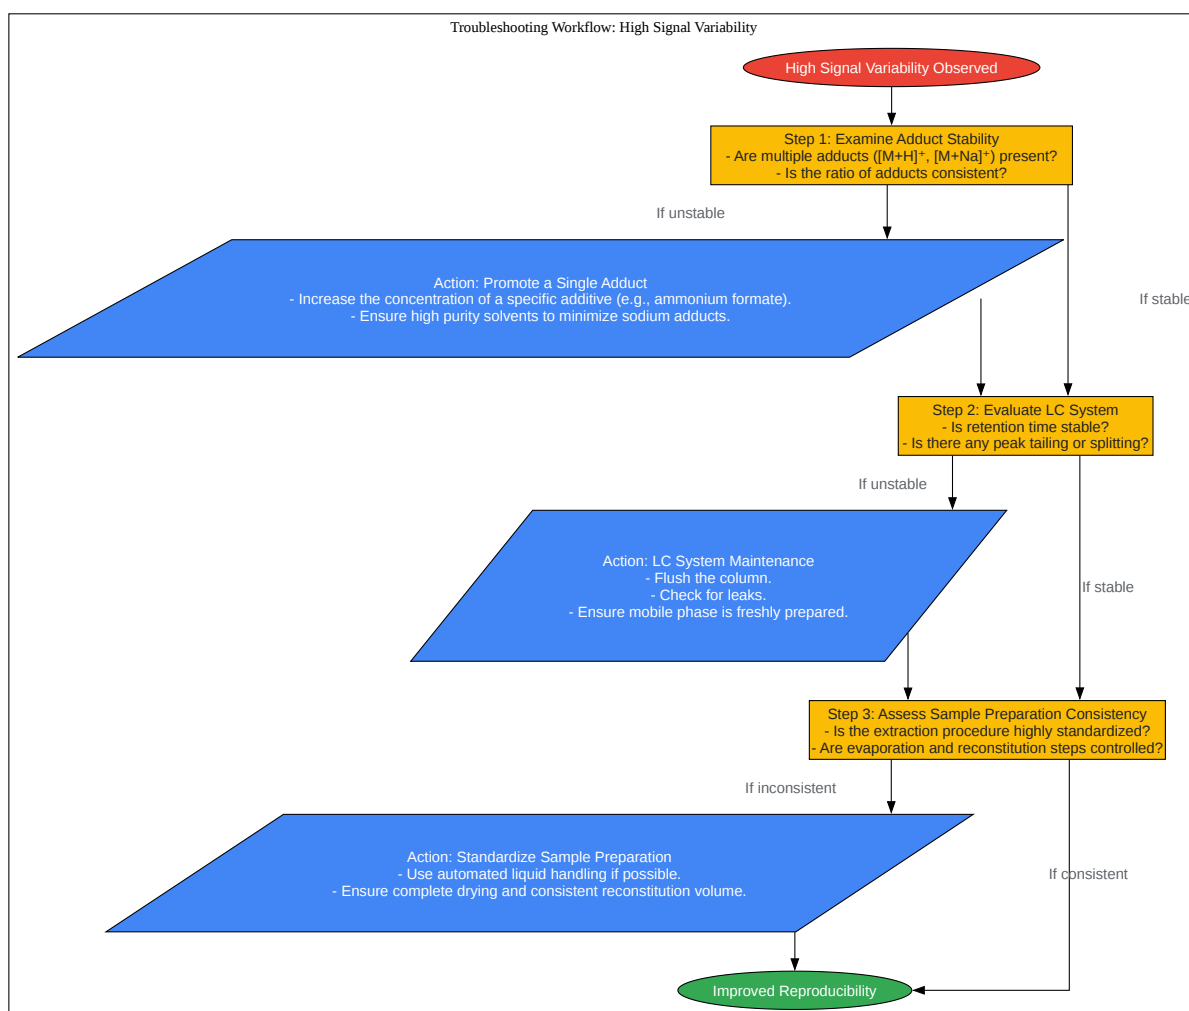 Troubleshooting Workflow: High Signal Variability
High Signal Variability Observed
Step 1: Examine Adduct Stability
- Are multiple adducts ([M+H]⁺, [M+Na]⁺) present?
- Is the ratio of adducts consistent?
If unstable
Action: Promote a Single Adduct
- Increase the concentration of a specific additive (e.g., ammonium formate).
- Ensure high purity solvents to minimize sodium adducts.
If stable
Step 2: Evaluate LC System
- Is retention time stable?
- Is there any peak tailing or splitting?
If unstable
Action: LC System Maintenance
- Flush the column.
- Check for leaks.
- Ensure mobile phase is freshly prepared.
If stable
Step 3: Assess Sample Preparation Consistency
- Is the extraction procedure highly standardized?
- Are evaporation and reconstitution steps controlled?
If inconsistent
Action: Standardize Sample Preparation
- Use automated liquid handling if possible.
- Ensure complete drying and consistent reconstitution volume.
If consistent
Improved Reproducibility